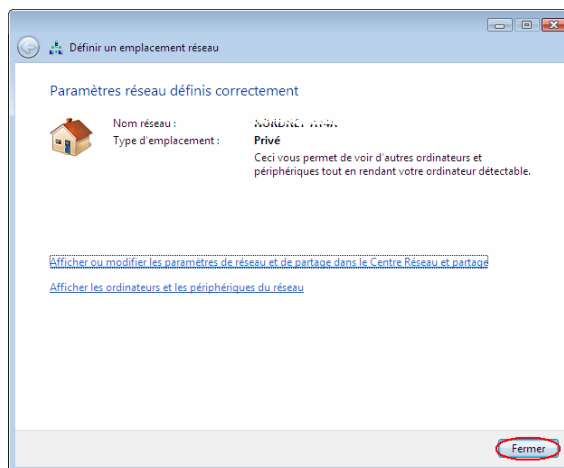 Définir un emplacement réseau
Paramètres réseau définis correctement
Nom réseau :
Type d'emplacement : Privé
Ceci vous permet de voir d'autres ordinateurs et
périphériques tout en rendant votre ordinateur détectable.
Afficher ou modifier les paramètres de réseau et de partage dans le Centre Réseau et partage
Afficher les ordinateurs et les périphériques du réseau
Fermer